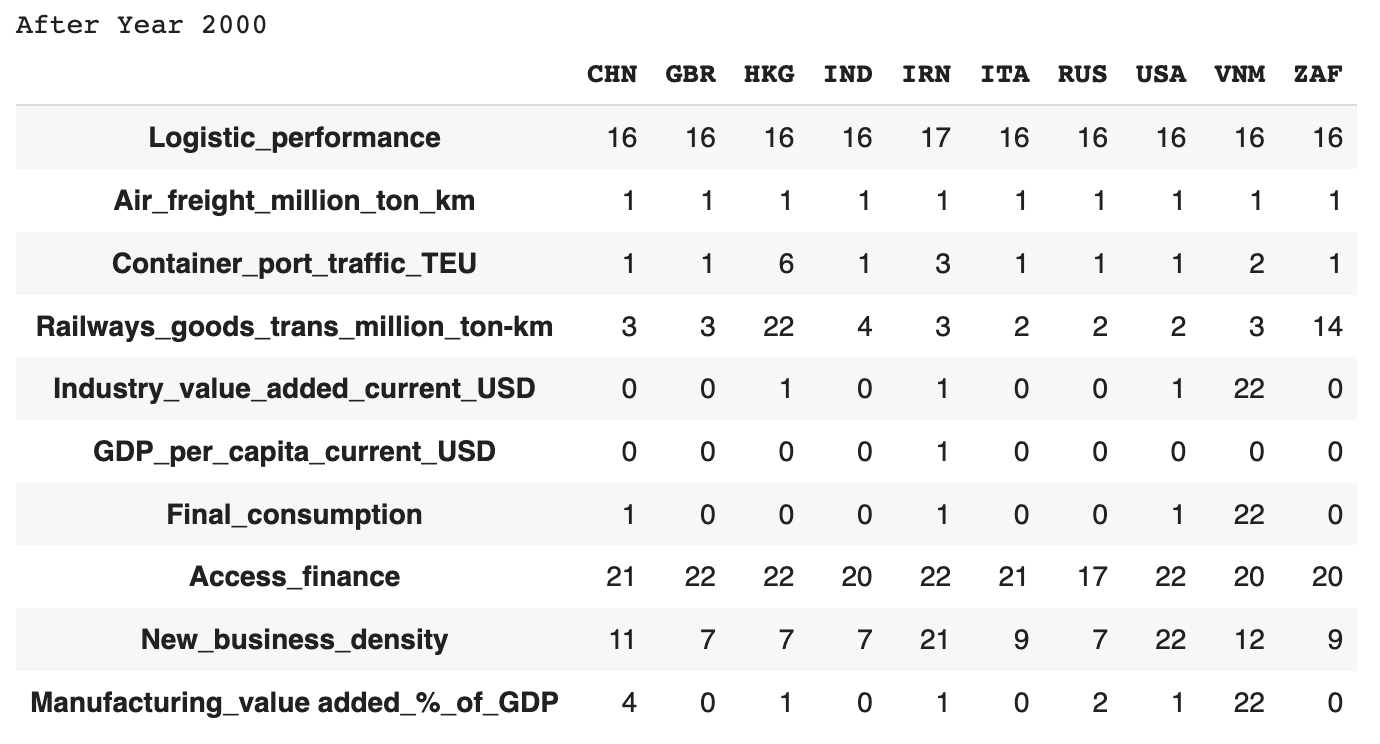 After Year 2000
CHN GBR HKG IND IRN ITA RUS USA VNM ZAF
Logistic_performance 16 16 16 16 17 16 16 16 16 16
Air_freight_million_ton_km 1 1 1 1 1 1 1 1 1 1
Container_port_traffic_TEU 1 1 6 1 3 1 1 1 2 1
Railways_goods_trans_million_ton-km 3 3 22 4 3 2 2 2 3 14
Industry_value_added_current_USD 0 0 1 0 1 0 0 1 22 0
GDP_per_capita_current_USD 0 0 0 0 1 0 0 0 0 0
Final_consumption 1 0 0 0 1 0 0 1 22 0
Access_finance 21 22 22 20 22 21 17 22 20 20
New_business_density 11 7 7 7 21 9 7 22 12 9
Manufacturing_value added_%_of_GDP 4 0 1 0 1 0 2 1 22 0